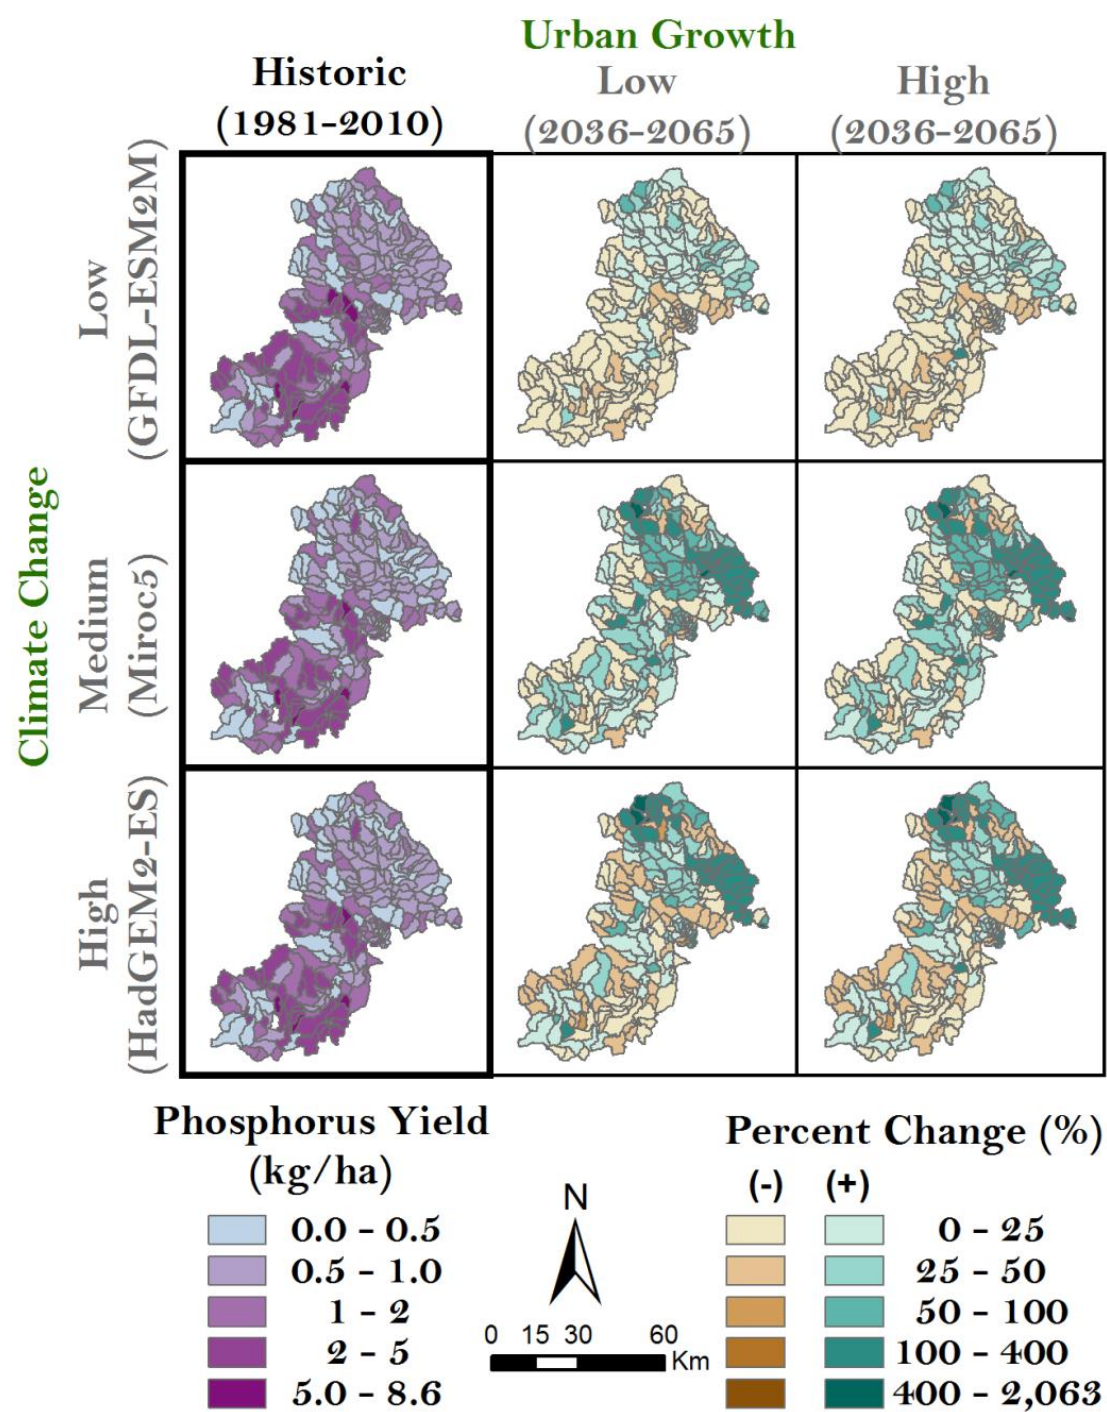 Urban Growth
Historic
(1981-2010)
Low
(2036-2065)
High
(2036-2065)
Climate Change
Low
(GFDL-ESM2M)
Medium
(Miroc5)
High
(HadGEM2-ES)
Phosphorus Yield
(kg/ha)
0.0 - 0.5
0.5 - 1.0
1 - 2
2 - 5
5.0 - 8.6
N
0 15 30 60
Km
Percent Change (%)
(-) (+)
0 - 25
25 - 50
50 - 100
100 - 400
400 - 2,063